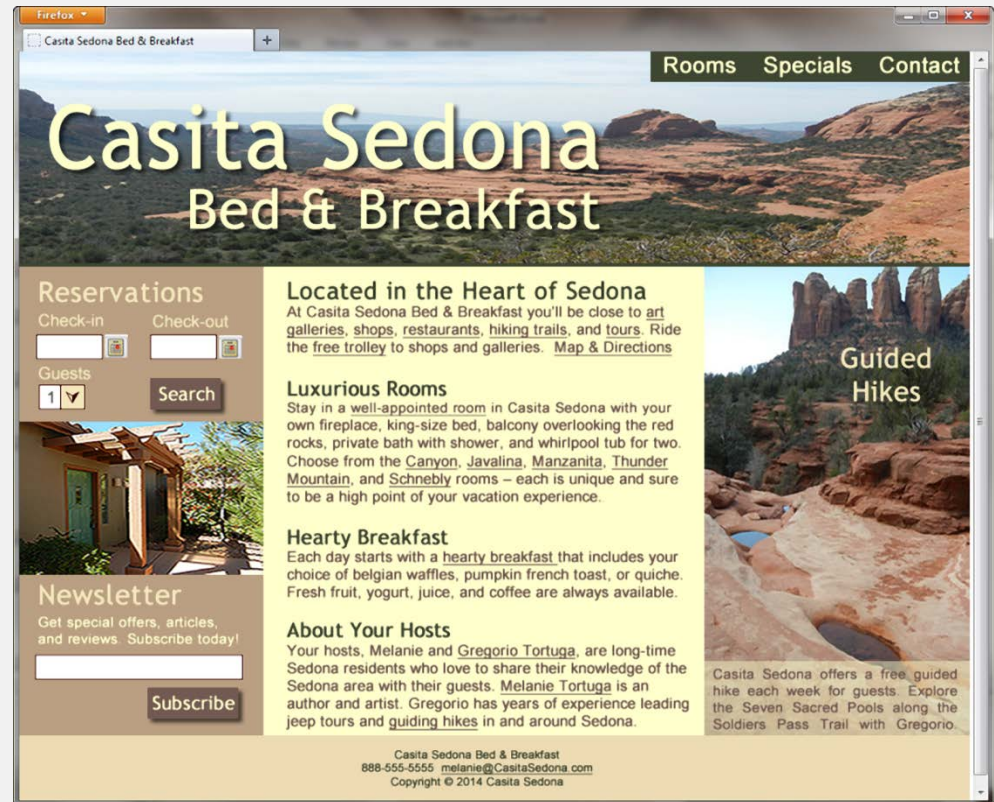 Firefox
Casita Sedona Bed & Breakfast
+
Rooms Specials Contact
Casita Sedona
Bed & Breakfast
Reservations
Check-in Check-out
Guests
1
Search
Newsletter
Get special offers, articles,
and reviews. Subscribe today!
Subscribe
Located in the Heart of Sedona
At Casita Sedona Bed & Breakfast you'll be close to art
galleries, shops, restaurants, hiking trails, and tours. Ride
the free trolley to shops and galleries. Map & Directions
Luxurious Rooms
Stay in a well-appointed room in Casita Sedona with your
own fireplace, king-size bed, balcony overlooking the red
rocks, private bath with shower, and whirlpool tub for two.
Choose from the Canyon, Javalina, Manzanita, Thunder
Mountain, and Schnebly rooms – each is unique and sure
to be a high point of your vacation experience.
Hearty Breakfast
Each day starts with a hearty breakfast that includes your
choice of belgian waffles, pumpkin french toast, or quiche.
Fresh fruit, yogurt, juice, and coffee are always available.
About Your Hosts
Your hosts, Melanie and Gregorio Tortuga, are long-time
Sedona residents who love to share their knowledge of the
Sedona area with their guests. Melanie Tortuga is an
author and artist. Gregorio has years of experience leading
jeep tours and guiding hikes in and around Sedona.
Guided
Hikes
Casita Sedona offers a free guided
hike each week for guests. Explore
the Seven Sacred Pools along the
Soldiers Pass Trail with Gregorio.
Casita Sedona Bed & Breakfast
888-555-5555 melanie@CasitaSedona.com
Copyright © 2014 Casita Sedona